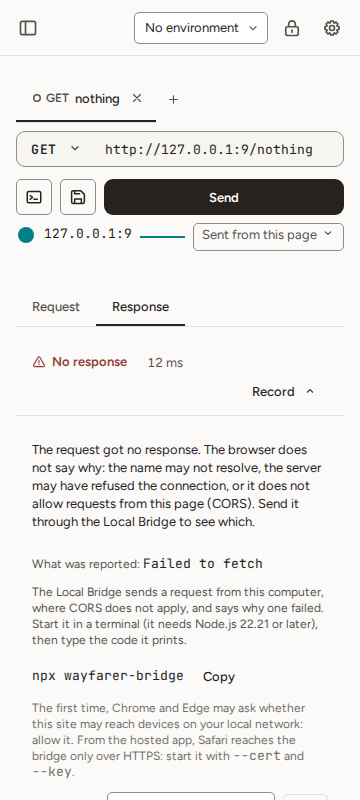 No environment
GET nothing
GET http://127.0.0.1:9/nothing
Send
127.0.0.1:9 Sent from this page
Request Response
No response 12 ms
Record
The request got no response. The browser does
not say why: the name may not resolve, the server
may have refused the connection, or it does not
allow requests from this page (CORS). Send it
through the Local Bridge to see which.
What was reported: Failed to fetch
The Local Bridge sends a request from this computer,
where CORS does not apply, and says why one failed.
Start it in a terminal (it needs Node.js 22.21 or later),
then type the code it prints.
npx wayfarer-bridge Copy
The first time, Chrome and Edge may ask whether
this site may reach devices on your local network:
allow it. From the hosted app, Safari reaches the
bridge only over HTTPS: start it with --cert and
--key.